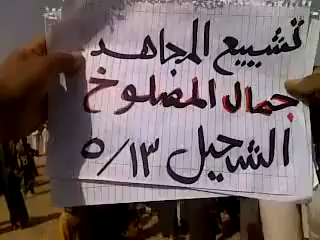 تشييع المجاهد
جمال المصلوخ
الشحيل ٥/١٣